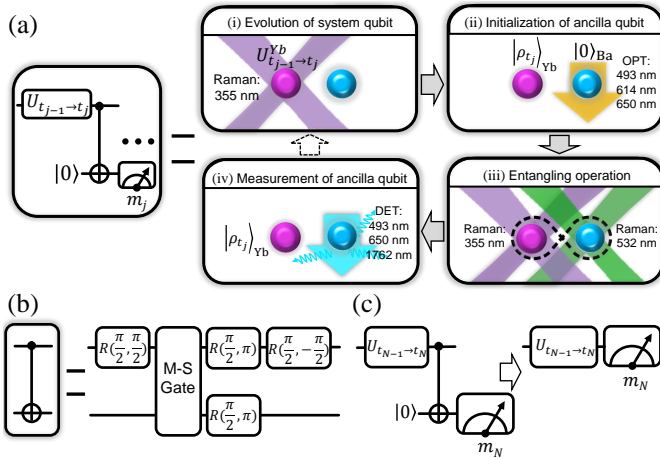 (a)
U_{t_{j-1}→t_j}
|0⟩
m_j
(i) Evolution of system qubit
U^{Yb}_{t_{j-1}→t_j}
Raman:
355 nm
(ii) Initialization of ancilla qubit
|ρ_{t_j}⟩_{Yb}
|0⟩_{Ba}
OPT:
493 nm
614 nm
650 nm
(iv) Measurement of ancilla qubit
|ρ_{t_j}⟩_{Yb}
DET:
493 nm
650 nm
1762 nm
(iii) Entangling operation
Raman:
355 nm
Raman:
532 nm
(b)
R(π/2, π/2)
M-S
Gate
R(π/2, π)
R(π/2, -π/2)
R(π/2, π)
(c)
U_{t_{N-1}→t_N}
|0⟩
m_N
U_{t_{N-1}→t_N}
m_N